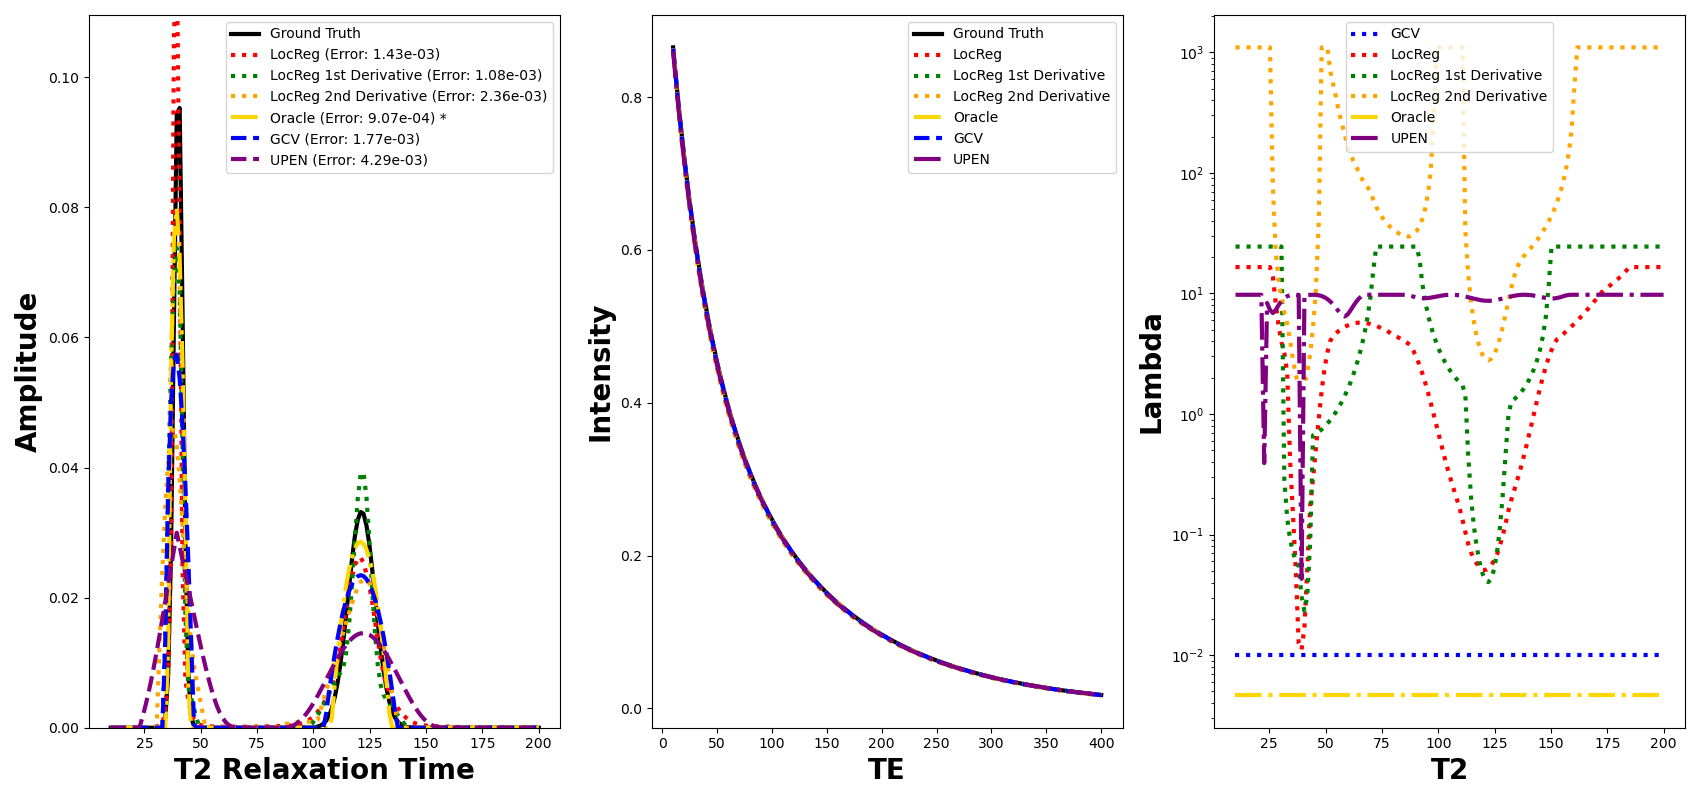 Ground Truth
LocReg (Error: 1.43e-03)
LocReg 1st Derivative (Error: 1.08e-03)
LocReg 2nd Derivative (Error: 2.36e-03)
Oracle (Error: 9.07e-04) *
GCV (Error: 1.77e-03)
UPEN (Error: 4.29e-03)
0.10
0.08
0.06
0.04
0.02
0.00
Amplitude
25 50 75 100 125 150 175 200
T2 Relaxation Time
Ground Truth
LocReg
LocReg 1st Derivative
LocReg 2nd Derivative
Oracle
GCV
UPEN
0.8
0.6
0.4
0.2
0.0
Intensity
0 50 100 150 200 250 300 350 400
TE
GCV
LocReg
LocReg 1st Derivative
LocReg 2nd Derivative
Oracle
UPEN
10³
10²
10¹
10⁰
10⁻¹
10⁻²
Lambda
25 50 75 100 125 150 175 200
T2